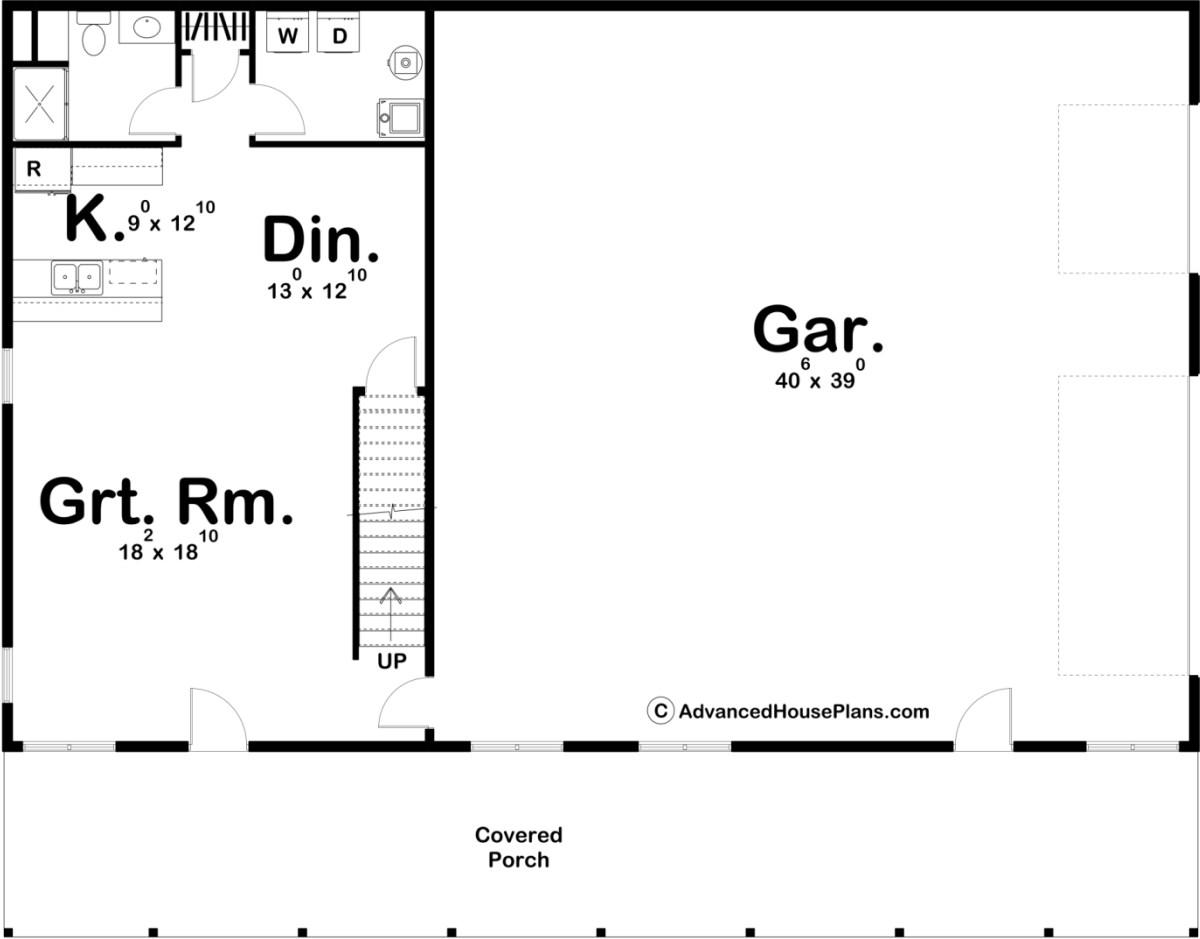 W
D
R
K. 9⁰ x 12¹⁰
Din.
13⁰ x 12¹⁰
Gar.
40⁶ x 39⁰
Grt. Rm.
18² x 18¹⁰
UP
© AdvancedHousePlans.com
Covered
Porch